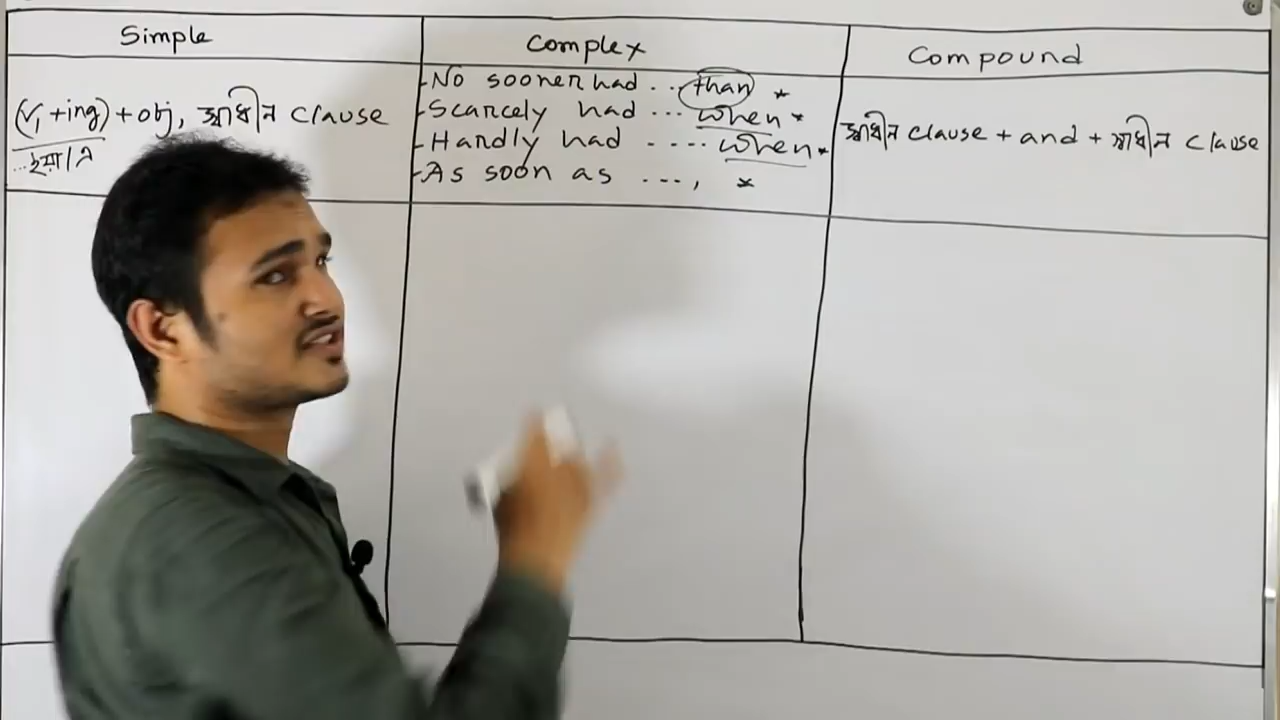 Simple
(V₁ +ing) + obj, স্বাধীন clause
...ইয়া/
Complex
-No sooner had ... than *
-Scarcely had ... when *
-Hardly had .... when *
-As soon as ..., *
Compound
স্বাধীন clause + and + স্বাধীন clause